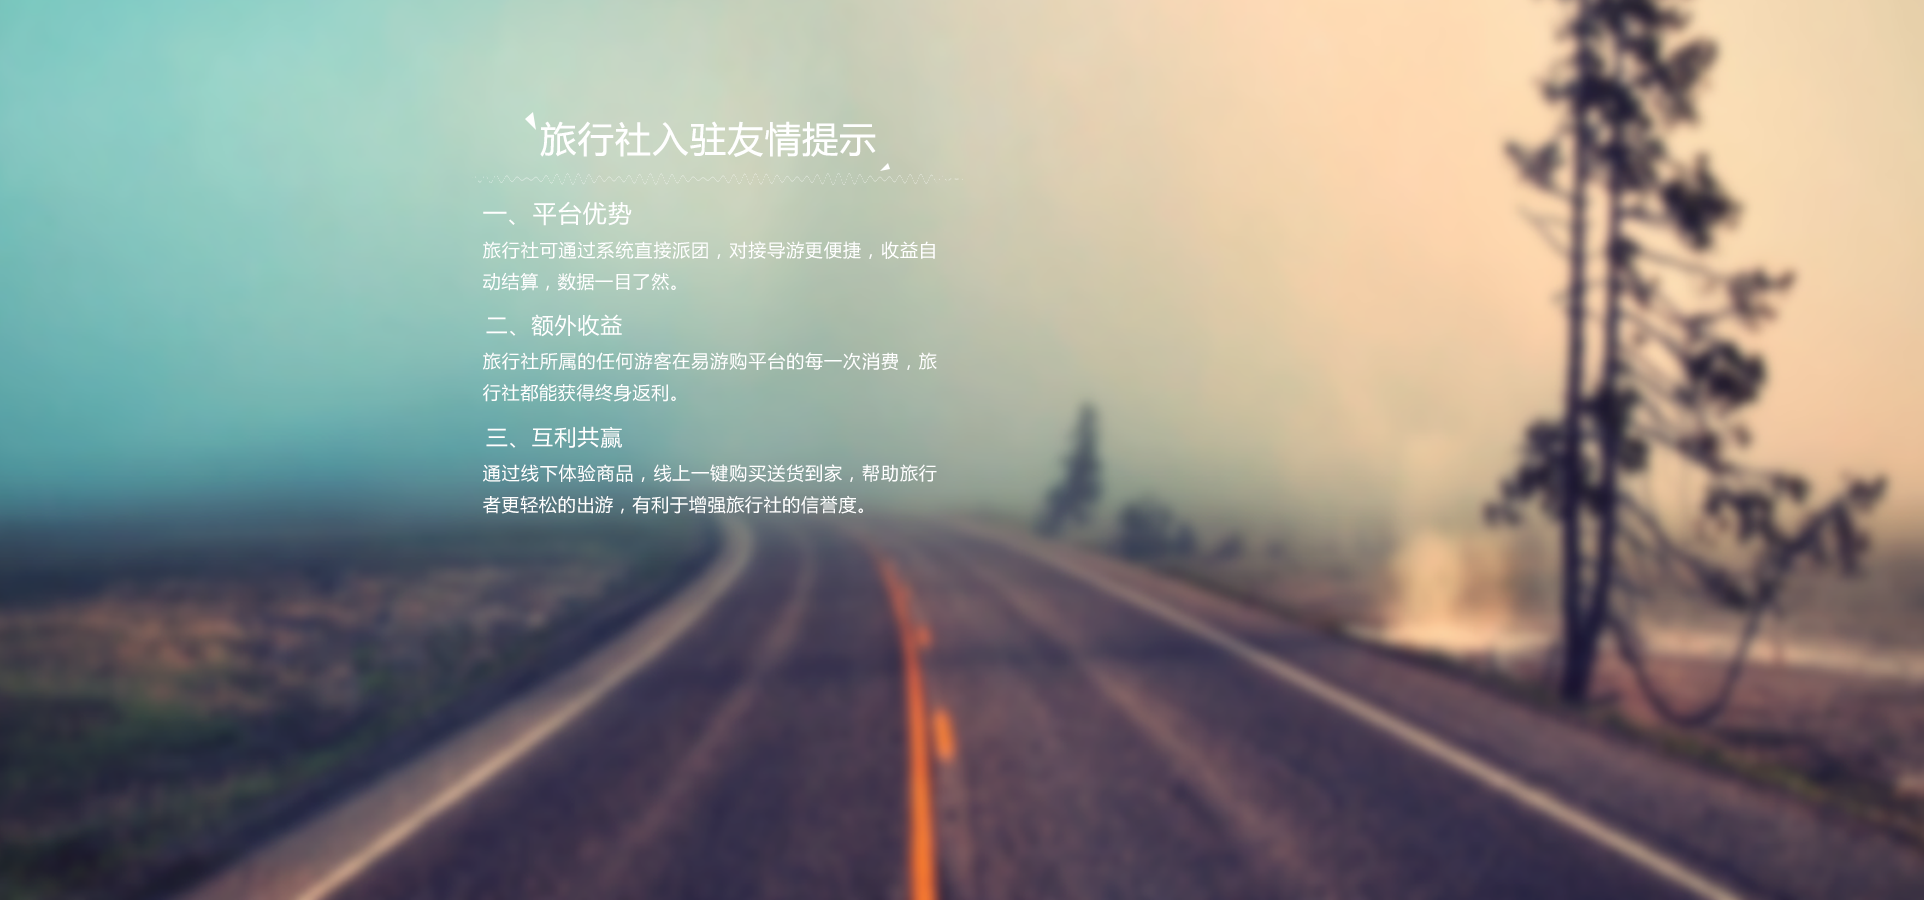 旅行社入驻友情提示
一、平台优势
旅行社可通过系统直接派团，对接导游更便捷，收益自
动结算，数据一目了然。
二、额外收益
旅行社所属的任何游客在易游购平台的每一次消费，旅
行社都能获得终身返利。
三、互利共赢
通过线下体验商品，线上一键购买送货到家，帮助旅行
者更轻松的出游，有利于增强旅行社的信誉度。